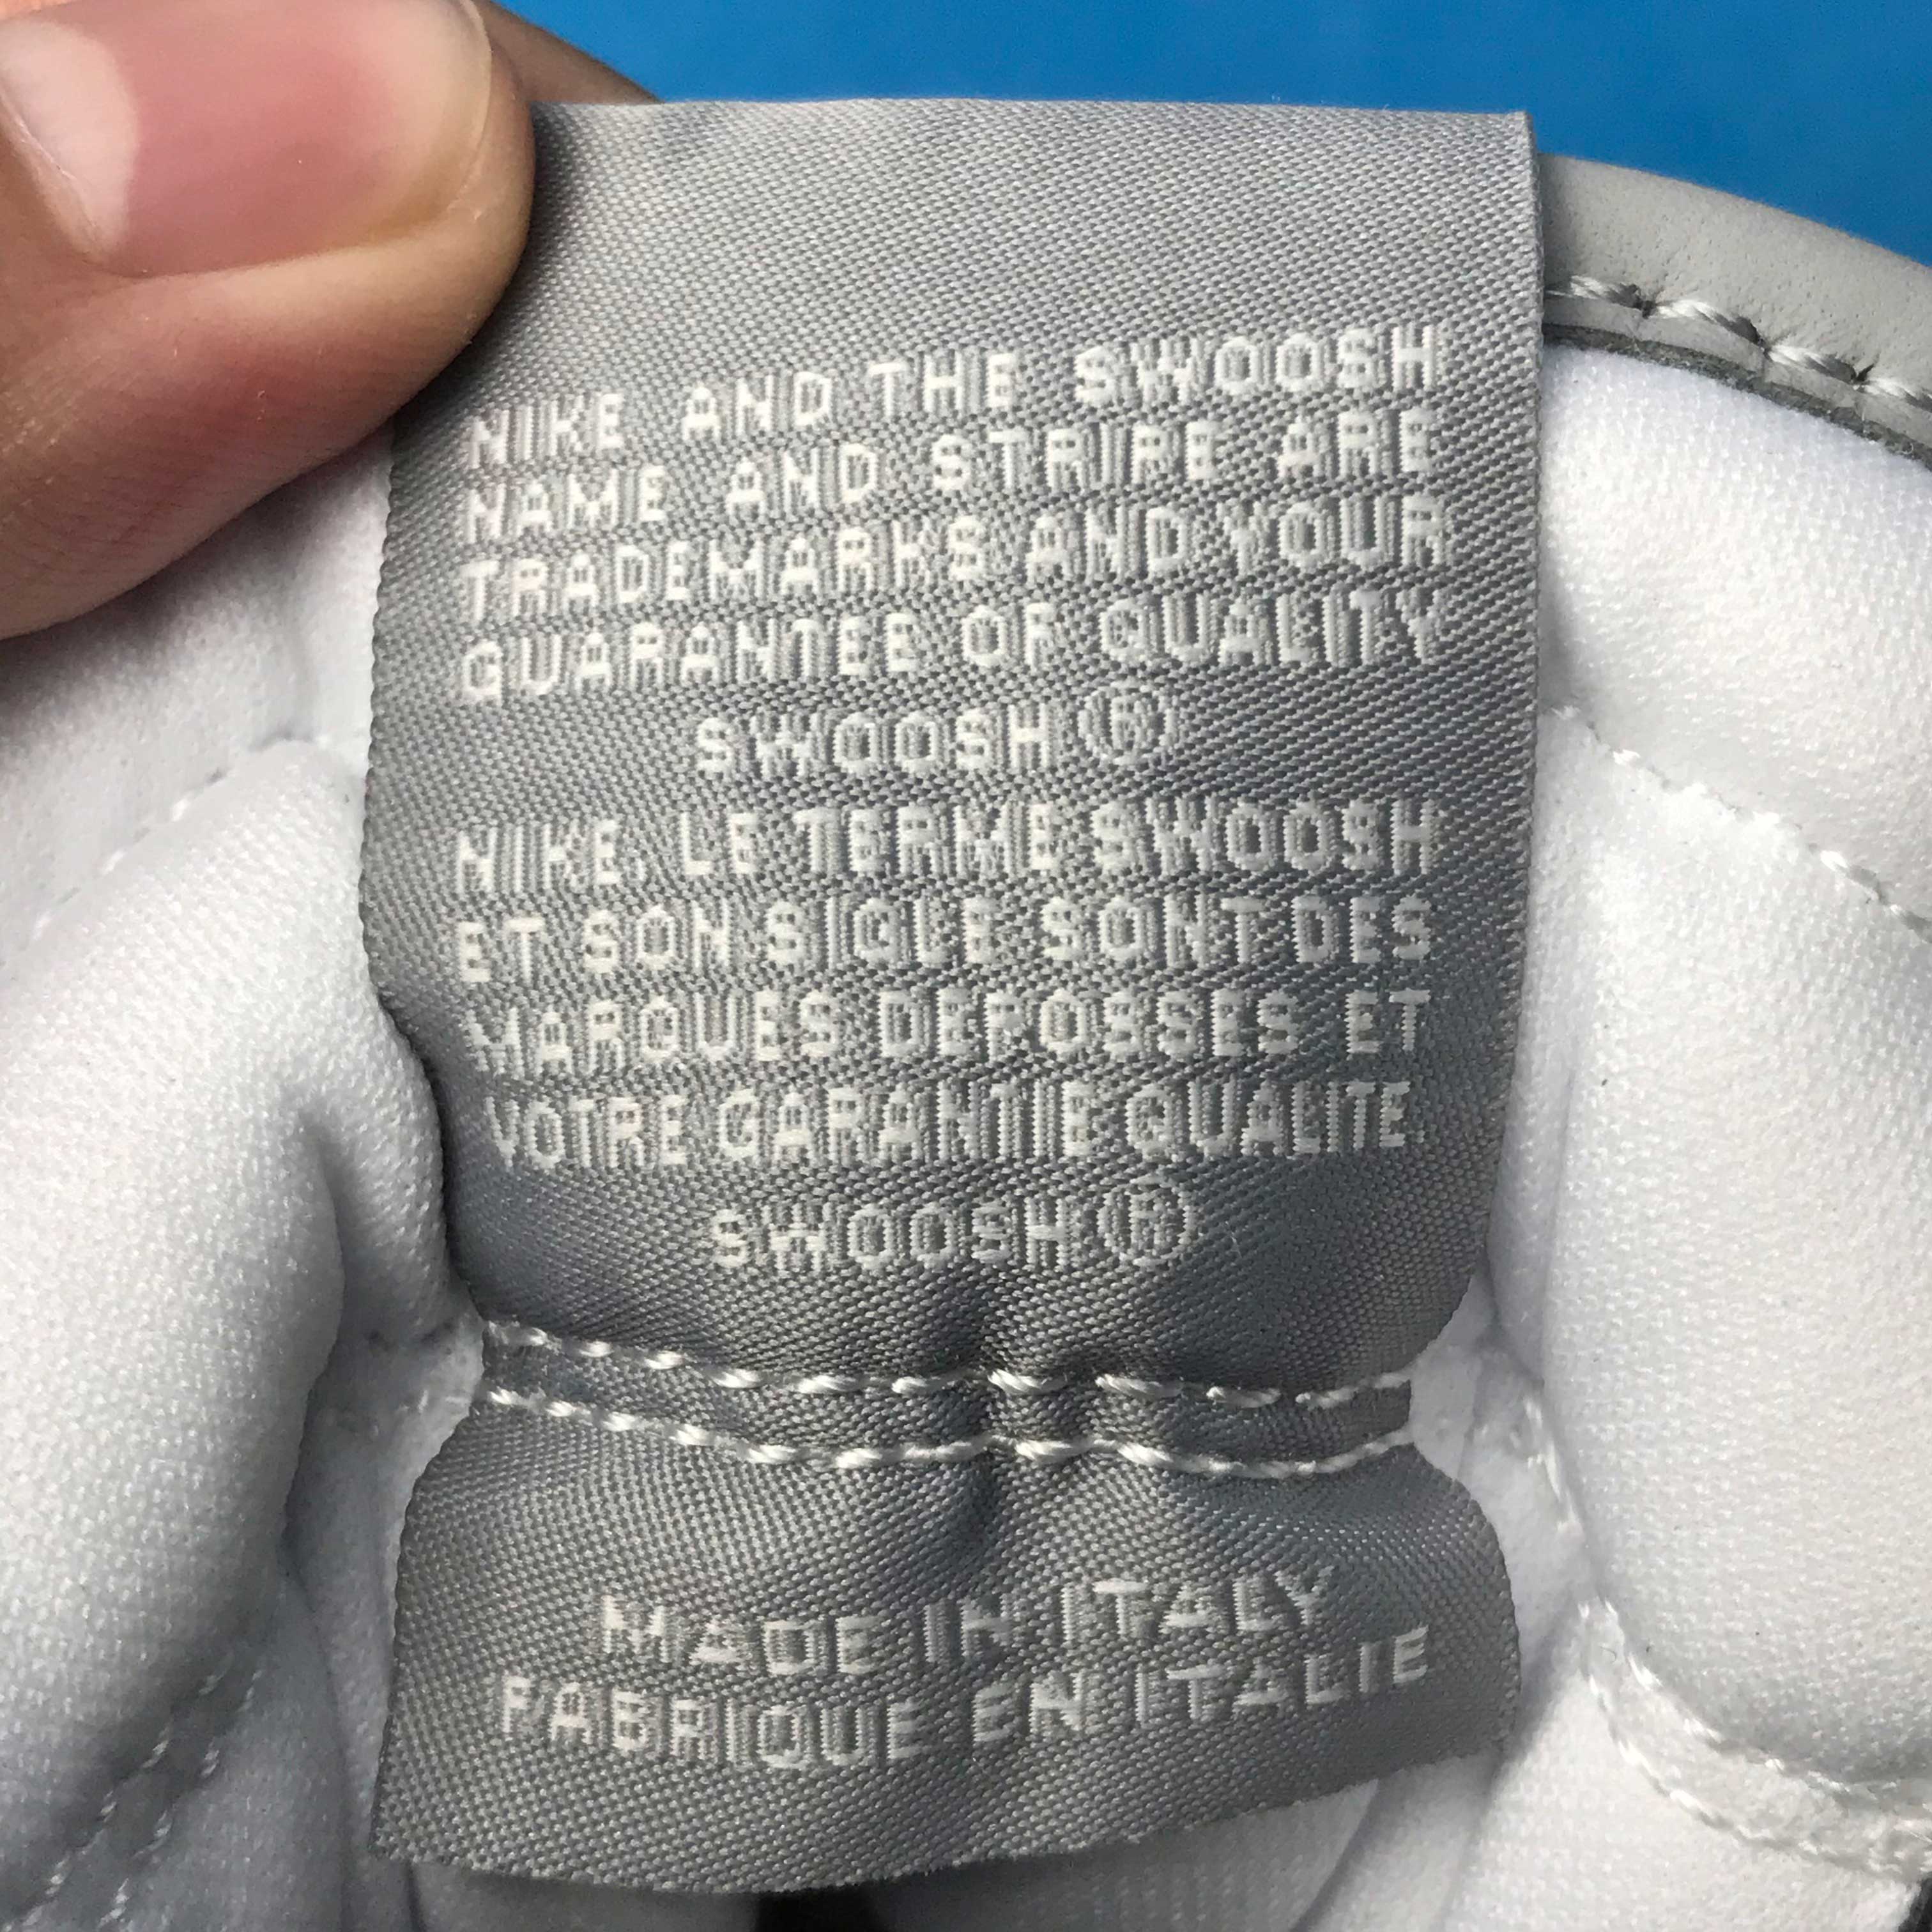 NIKE AND THE SWOOSH
NAME AND STRIPE ARE
TRADEMARKS AND YOUR
GUARANTEE OF QUALITY
SWOOSH ®
NIKE, LE TERME SWOOSH
ET SON SIGLE SONT DES
MARQUES DEPOSSES ET
VOTRE GARANTIE QUALITE.
SWOOSH ®
MADE IN ITALY
FABRIQUE EN ITALIE